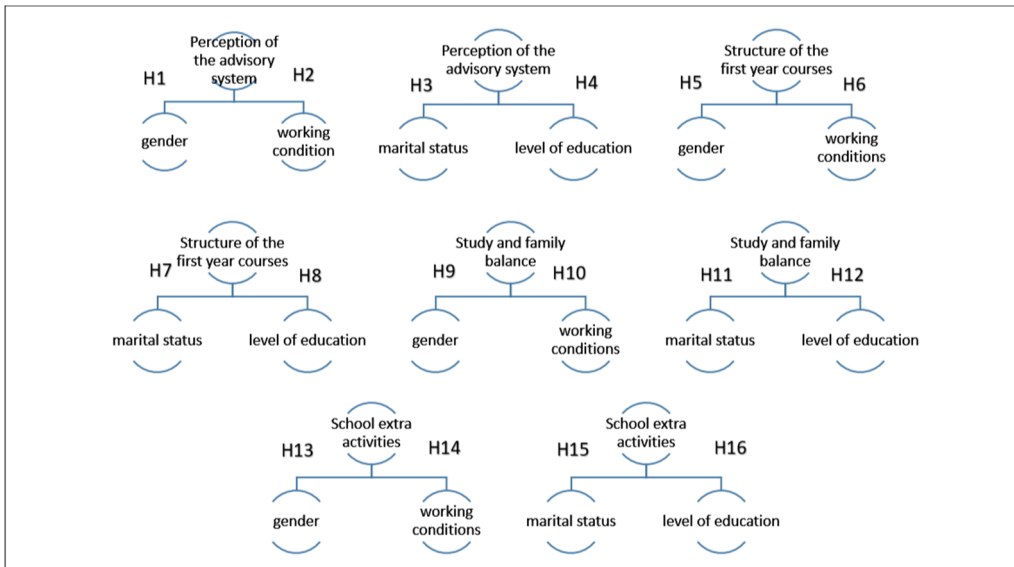 Perception of
the advisory
system
H1
H2
gender
working
condition
Perception of the
advisory system
H3
H4
marital status
level of education
Structure of the
first year courses
H5
H6
gender
working
conditions
Structure of the
first year courses
H7
H8
marital status
level of education
Study and family
balance
H9
H10
gender
working
conditions
Study and family
balance
H11
H12
marital status
level of education
School extra
activities
H13
H14
gender
working
conditions
School extra
activities
H15
H16
marital status
level of education